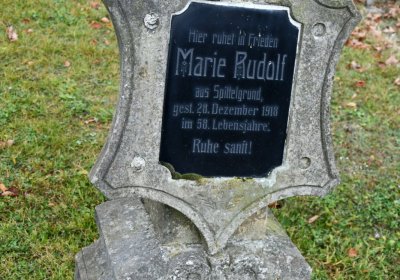 Hier ruhet in Frieden
Marie Rudolf
aus Spittelgrund,
gest. 28. Dezember 1918
im 58. Lebensjahre.
Ruhe sanft!